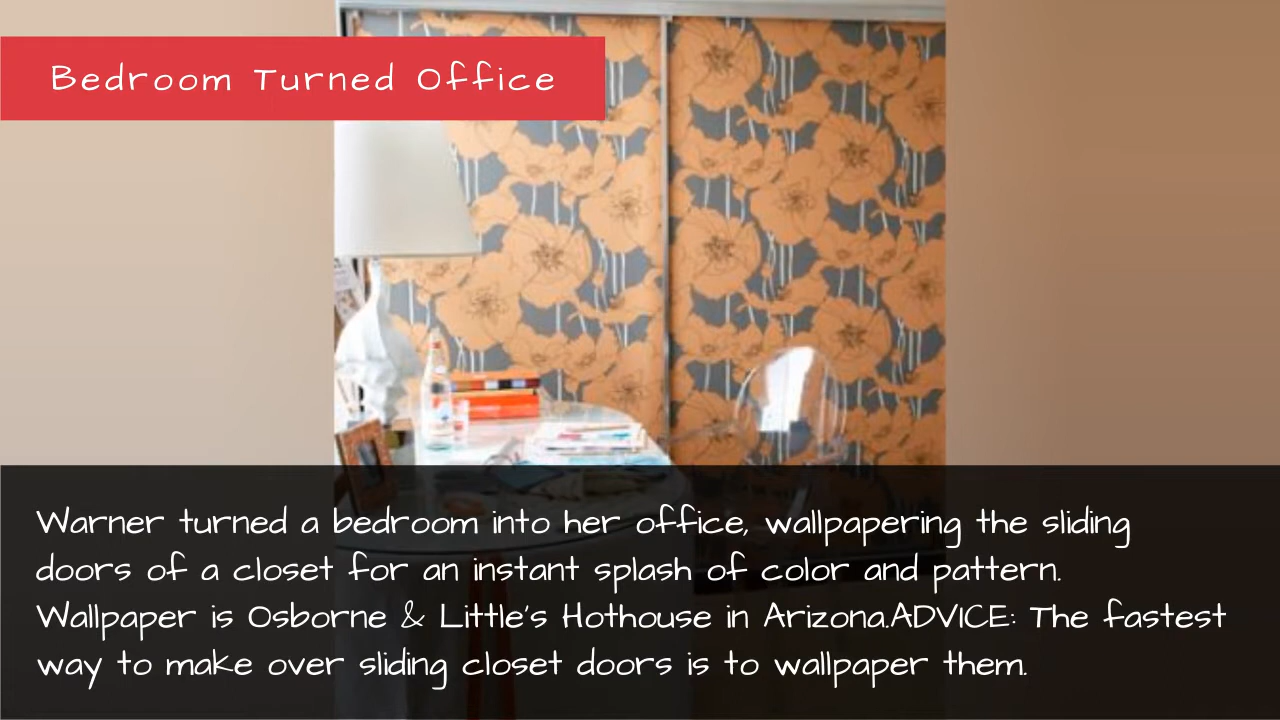 Bedroom Turned Office
Warner turned a bedroom into her office, wallpapering the sliding
doors of a closet for an instant splash of color and pattern.
Wallpaper is Osborne & Little's Hothouse in Arizona.ADVICE: The fastest
way to make over sliding closet doors is to wallpaper them.